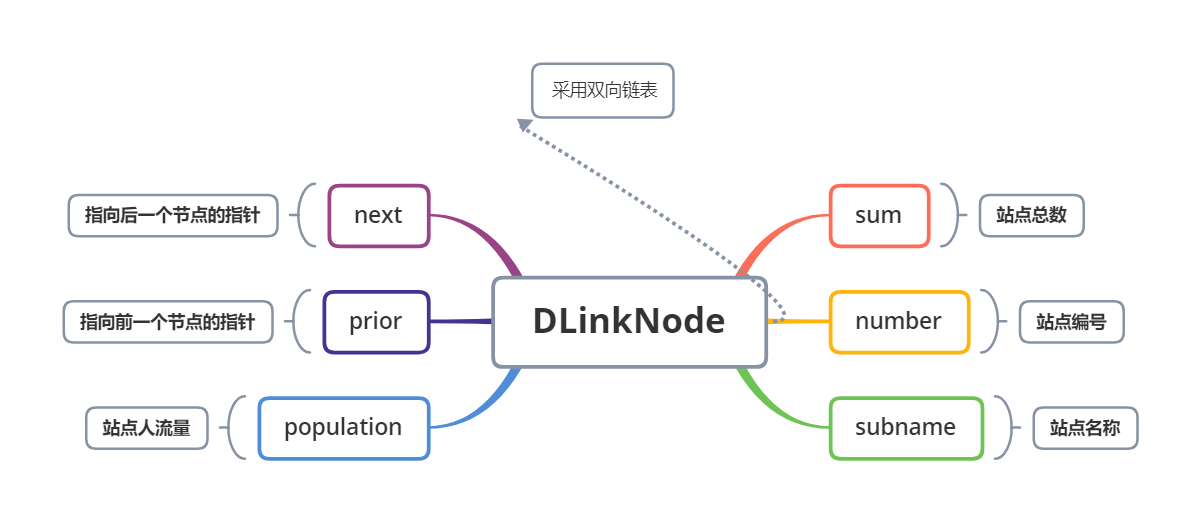 采用双向链表
指向后一个节点的指针
next
sum
站点总数
指向前一个节点的指针
prior
DLinkNode
number
站点编号
站点人流量
population
subname
站点名称